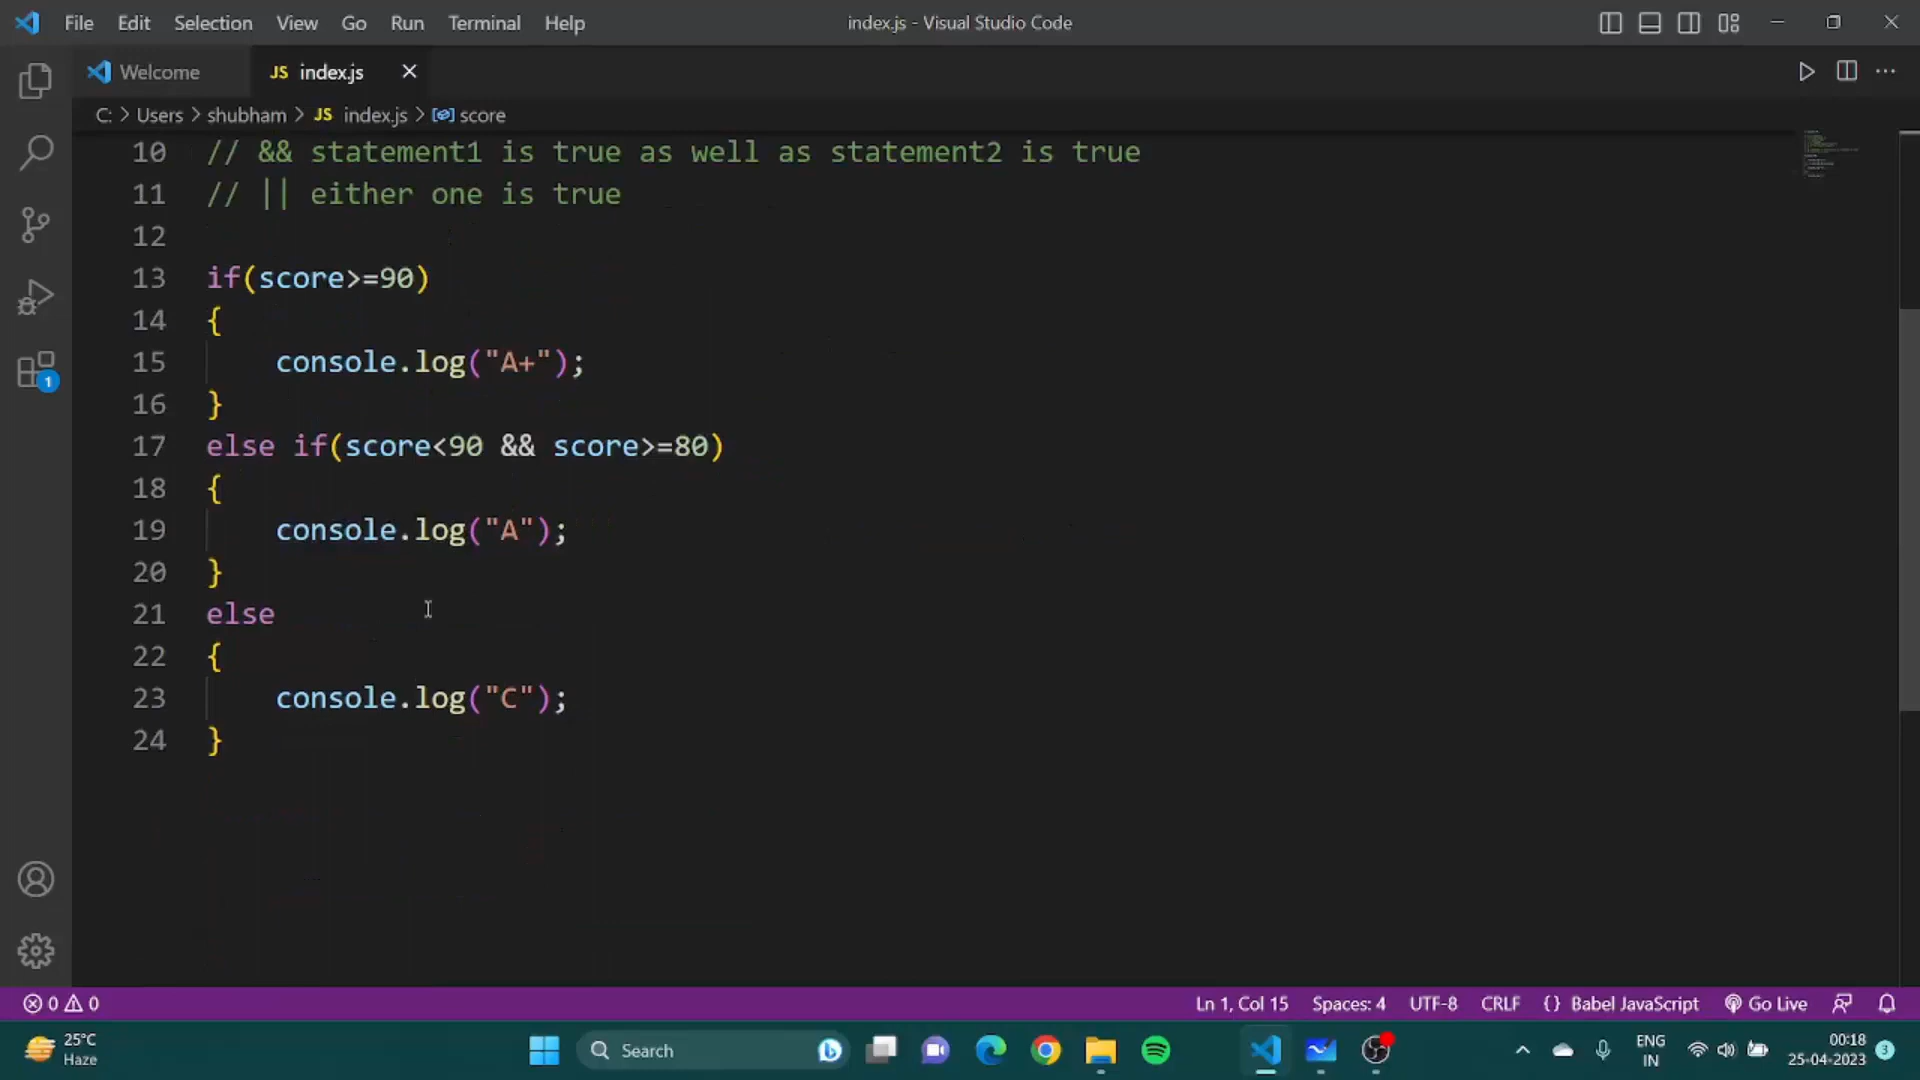 File Edit Selection View Go Run Terminal Help index.js - Visual Studio Code
Welcome JS index.js
C: > Users > shubham > JS index.js > score
10 // && statement1 is true as well as statement2 is true
11 // || either one is true
12
13 if(score>=90)
14 {
15 console.log("A+");
16 }
17 else if(score<90 && score>=80)
18 {
19 console.log("A");
20 }
21 else
22 {
23 console.log("C");
24 }
1
0 0 Ln 1, Col 15 Spaces: 4 UTF-8 CRLF {} Babel JavaScript Go Live
25°C
Haze
Search
ENG
IN
00:18
25-04-2023
3